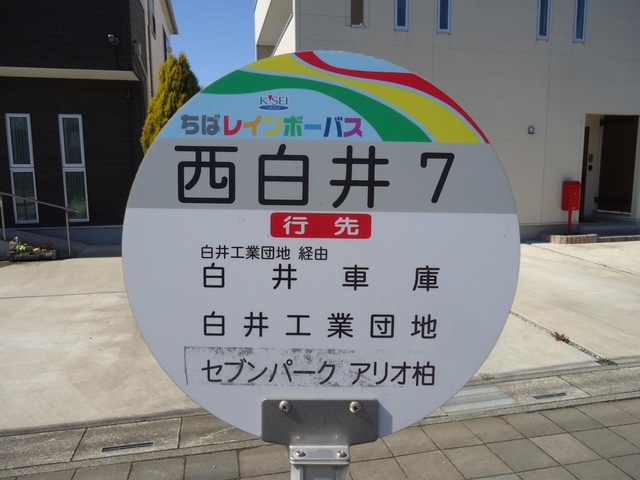 KSEI
GROUP
ちばレインボーバス
西白井7
行先
白井工業団地 経由
白井車庫
白井工業団地
セブンパーク アリオ柏